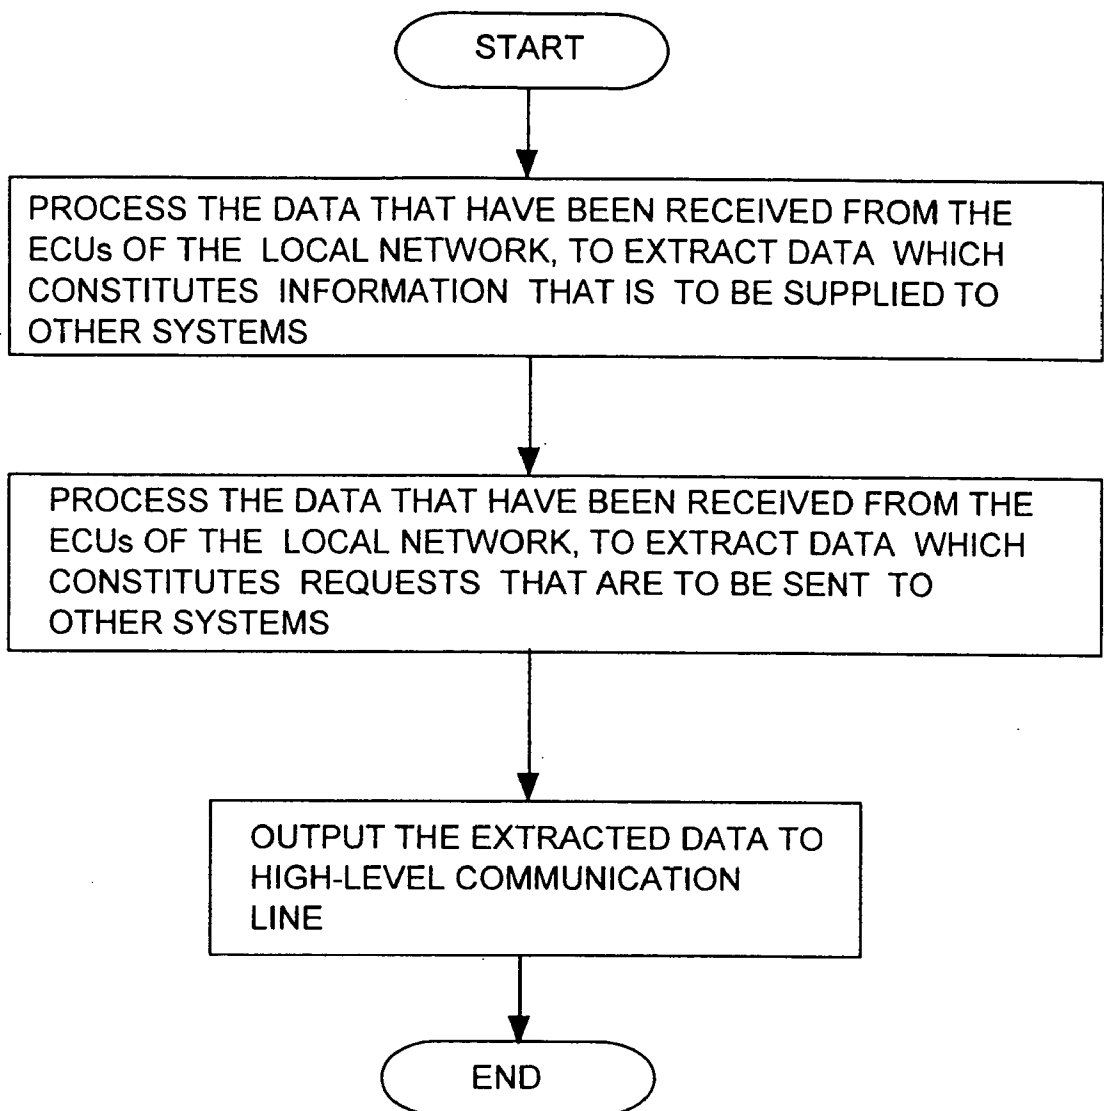 START
PROCESS THE DATA THAT HAVE BEEN RECEIVED FROM THE
ECUs OF THE LOCAL NETWORK, TO EXTRACT DATA WHICH
CONSTITUTES INFORMATION THAT IS TO BE SUPPLIED TO
OTHER SYSTEMS
PROCESS THE DATA THAT HAVE BEEN RECEIVED FROM THE
ECUs OF THE LOCAL NETWORK, TO EXTRACT DATA WHICH
CONSTITUTES REQUESTS THAT ARE TO BE SENT TO
OTHER SYSTEMS
OUTPUT THE EXTRACTED DATA TO
HIGH-LEVEL COMMUNICATION
LINE
END